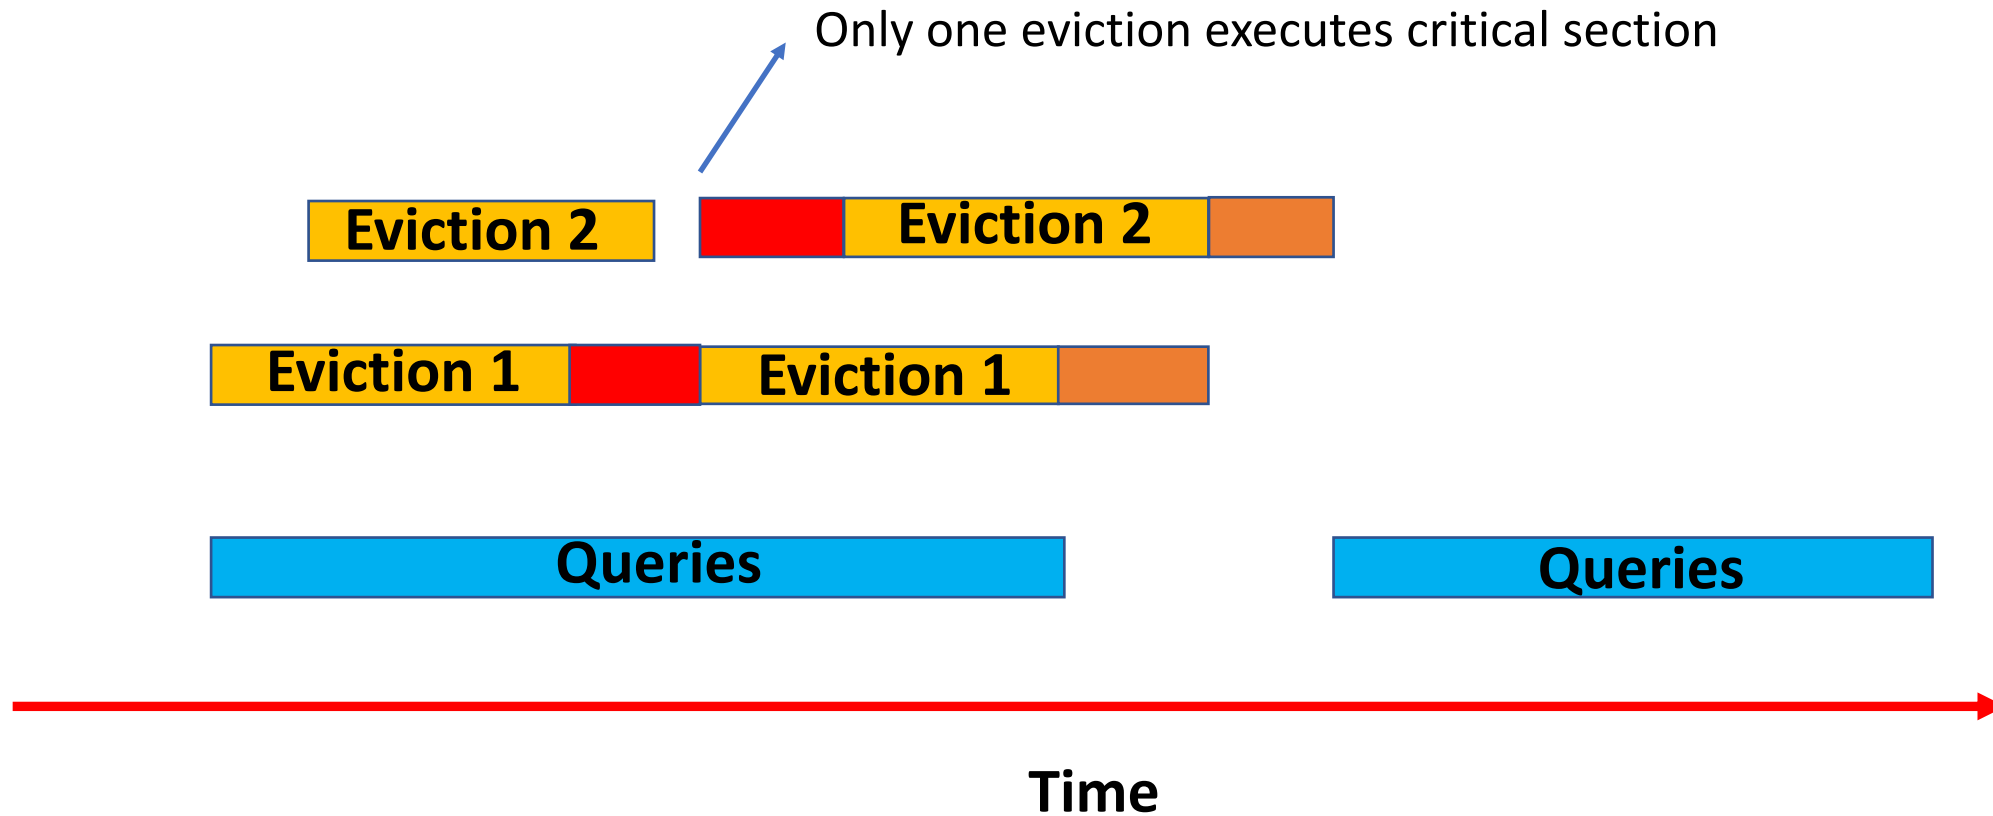 Only one eviction executes critical section
Eviction 2
Eviction 2
Eviction 1
Eviction 1
Queries
Queries
Time